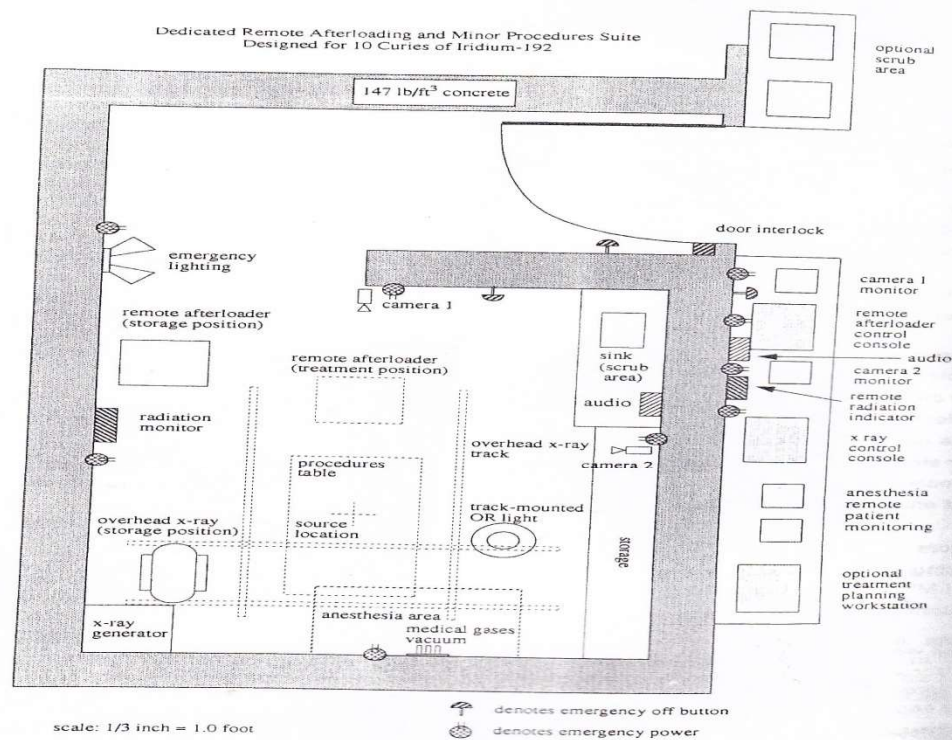 Dedicated Remote Afterloading and Minor Procedures Suite
Designed for 10 Curies of Iridium-192
optional
scrub
area
147 lb/ft³ concrete
door interlock
emergency
lighting
camera 1
camera 1
monitor
remote afterloader
(storage position)
remote
afterloader
control
console
remote afterloader
(treatment position)
sink
(scrub
area)
audio
camera 2
monitor
audio
radiation
monitor
remote
radiation
indicator
overhead x-ray
track
camera 2
x ray
control
console
procedures
table
overhead x-ray
(storage position)
source
location
track-mounted
OR light
anesthesia
remote
patient
monitoring
storage
optional
treatment
planning
workstation
x-ray
generator
anesthesia area
medical gases
vacuum
denotes emergency off button
scale: 1/3 inch = 1.0 foot
denotes emergency power